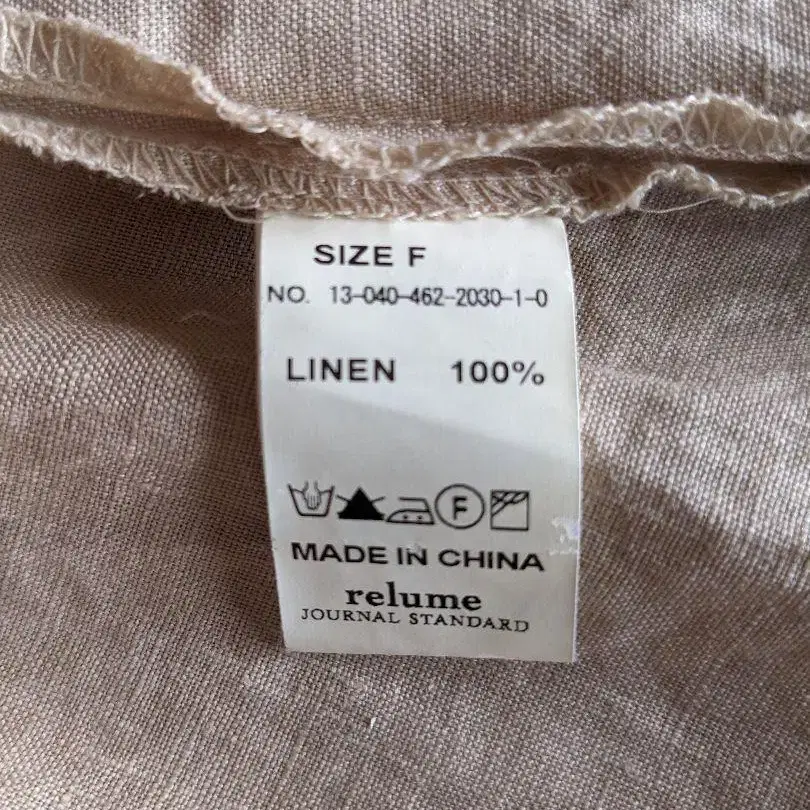 SIZE F
NO. 13-040-462-2030-1-0
LINEN 100%
F
MADE IN CHINA
relume
JOURNAL STANDARD